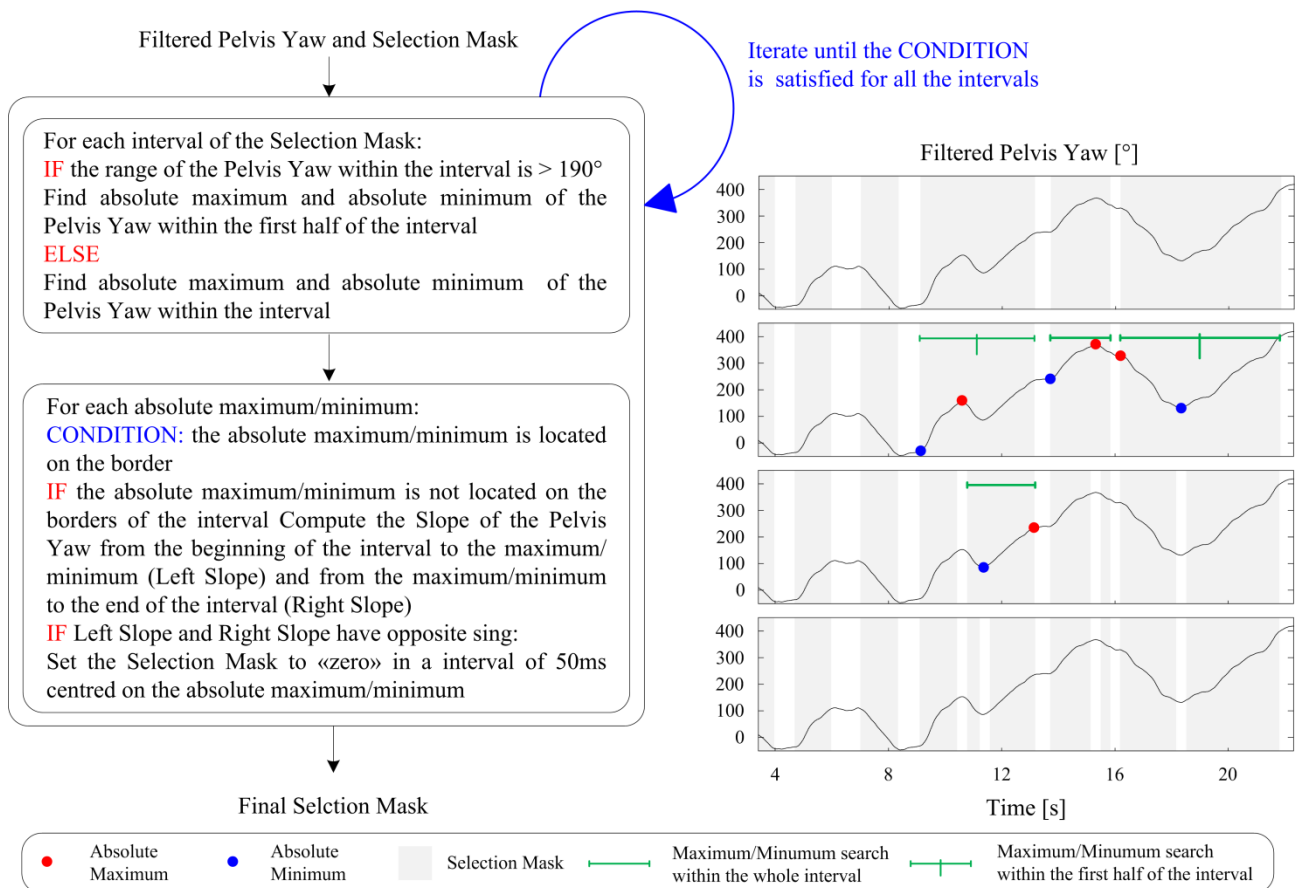 Filtered Pelvis Yaw and Selection Mask
Iterate until the CONDITION
is satisfied for all the intervals
For each interval of the Selection Mask:
IF the range of the Pelvis Yaw within the interval is > 190°
Find absolute maximum and absolute minimum of the
Pelvis Yaw within the first half of the interval
ELSE
Find absolute maximum and absolute minimum of the
Pelvis Yaw within the interval
For each absolute maximum/minimum:
CONDITION: the absolute maximum/minimum is located
on the border
IF the absolute maximum/minimum is not located on the
borders of the interval Compute the Slope of the Pelvis
Yaw from the beginning of the interval to the maximum/
minimum (Left Slope) and from the maximum/minimum
to the end of the interval (Right Slope)
IF Left Slope and Right Slope have opposite sing:
Set the Selection Mask to «zero» in a interval of 50ms
centred on the absolute maximum/minimum
Final Selction Mask
Filtered Pelvis Yaw [°]
400
300
200
100
0
400
300
200
100
0
400
300
200
100
0
400
300
200
100
0
4 8 12 16 20
Time [s]
Absolute
Maximum
Absolute
Minimum
Selection Mask
Maximum/Minumum search
within the whole interval
Maximum/Minumum search
within the first half of the interval